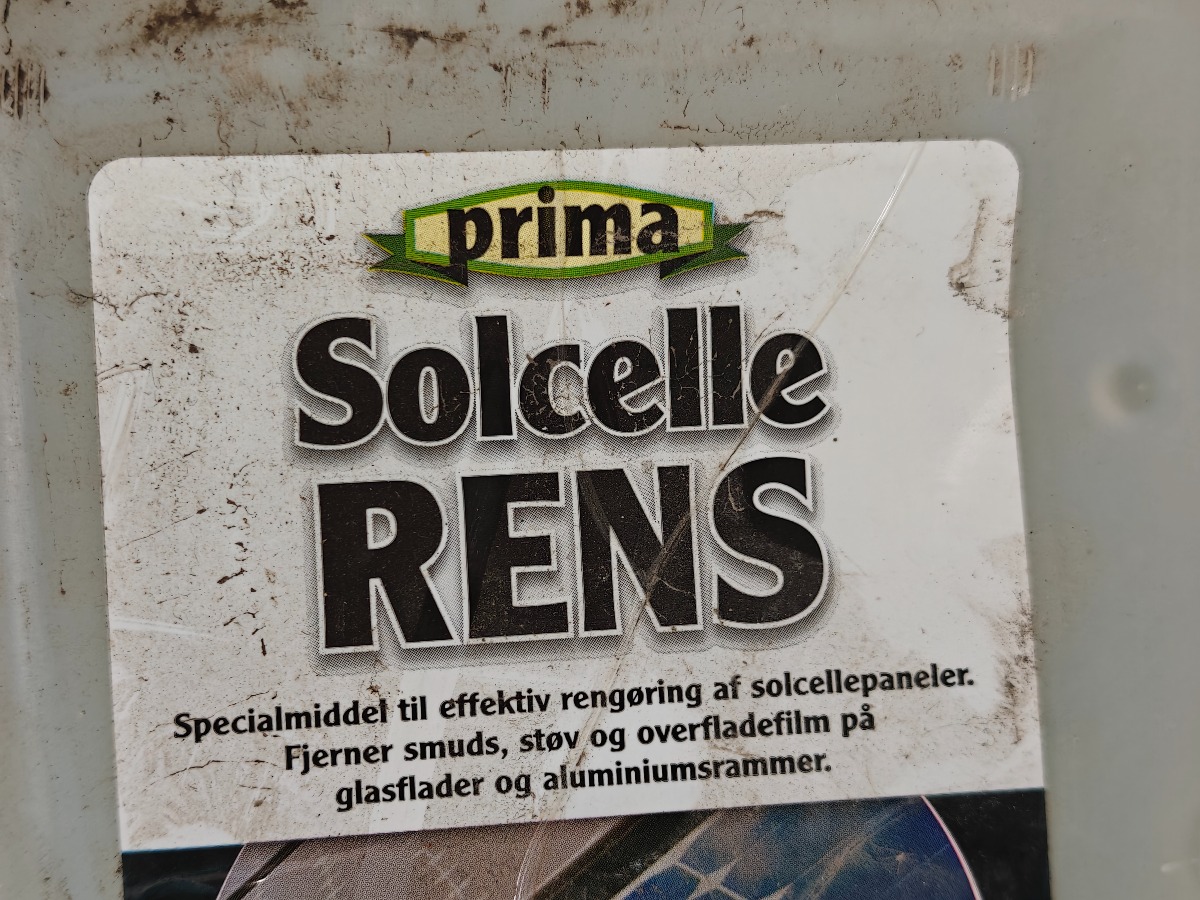 prima
Solcelle
RENS
Specialmiddel til effektiv rengøring af solcellepaneler.
Fjerner smuds, støv og overfladefilm på
glasflader og aluminiumsrammer.